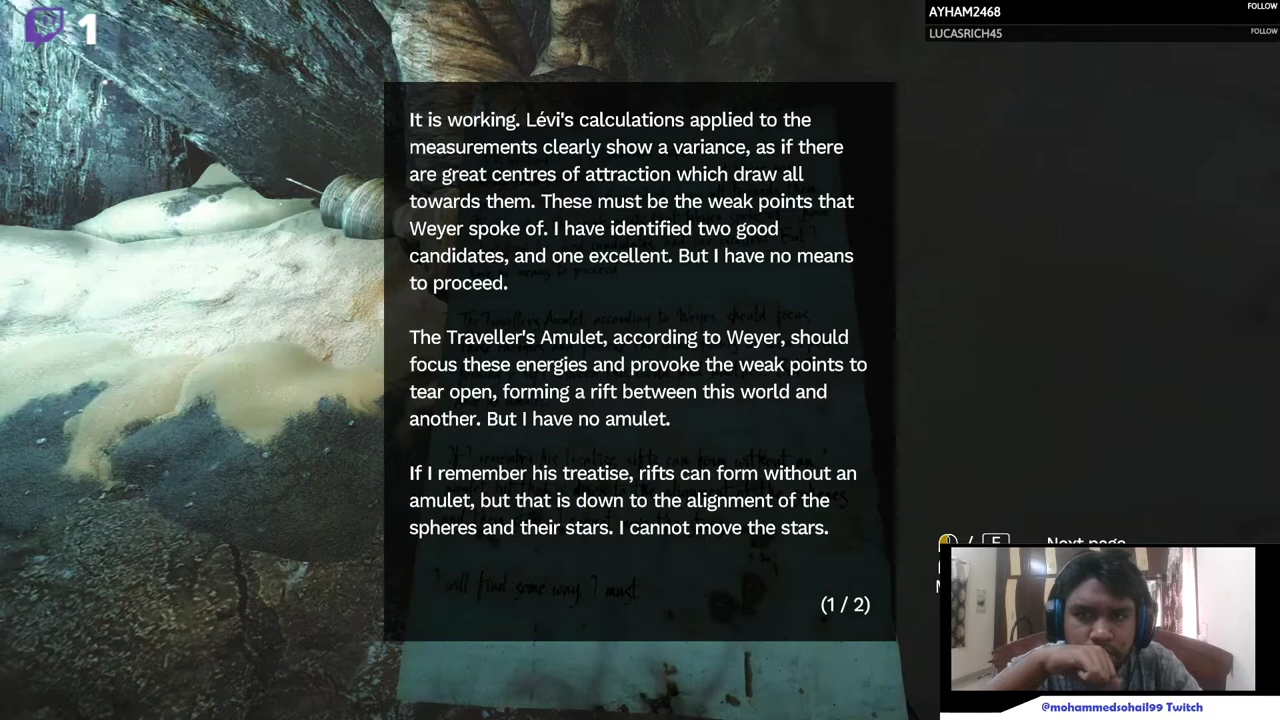 1
AYHAM2468
FOLLOW
LUCASRICH45
FOLLOW
It is working. Lévi's calculations applied to the
measurements clearly show a variance, as if there
are great centres of attraction which draw all
towards them. These must be the weak points that
Weyer spoke of. I have identified two good
candidates, and one excellent. But I have no means
to proceed.
The Traveller's Amulet, according to Weyer, should
focus these energies and provoke the weak points to
tear open, forming a rift between this world and
another. But I have no amulet.
If I remember his treatise, rifts can form without an
amulet, but that is down to the alignment of the
spheres and their stars. I cannot move the stars.
I will find some way. I must
(1 / 2)
/ E Next page
@mohammedsohail99 Twitch